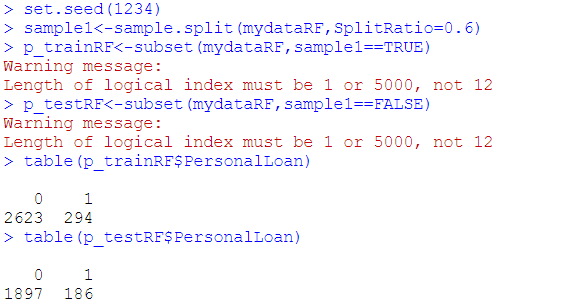 > set.seed(1234)
> sample1<-sample.split(mydataRF,SplitRatio=0.6)
> p_trainRF<-subset(mydataRF,sample1==TRUE)
Warning message:
Length of logical index must be 1 or 5000, not 12
> p_testRF<-subset(mydataRF,sample1==FALSE)
Warning message:
Length of logical index must be 1 or 5000, not 12
> table(p_trainRF$PersonalLoan)
0 1
2623 294
> table(p_testRF$PersonalLoan)
0 1
1897 186